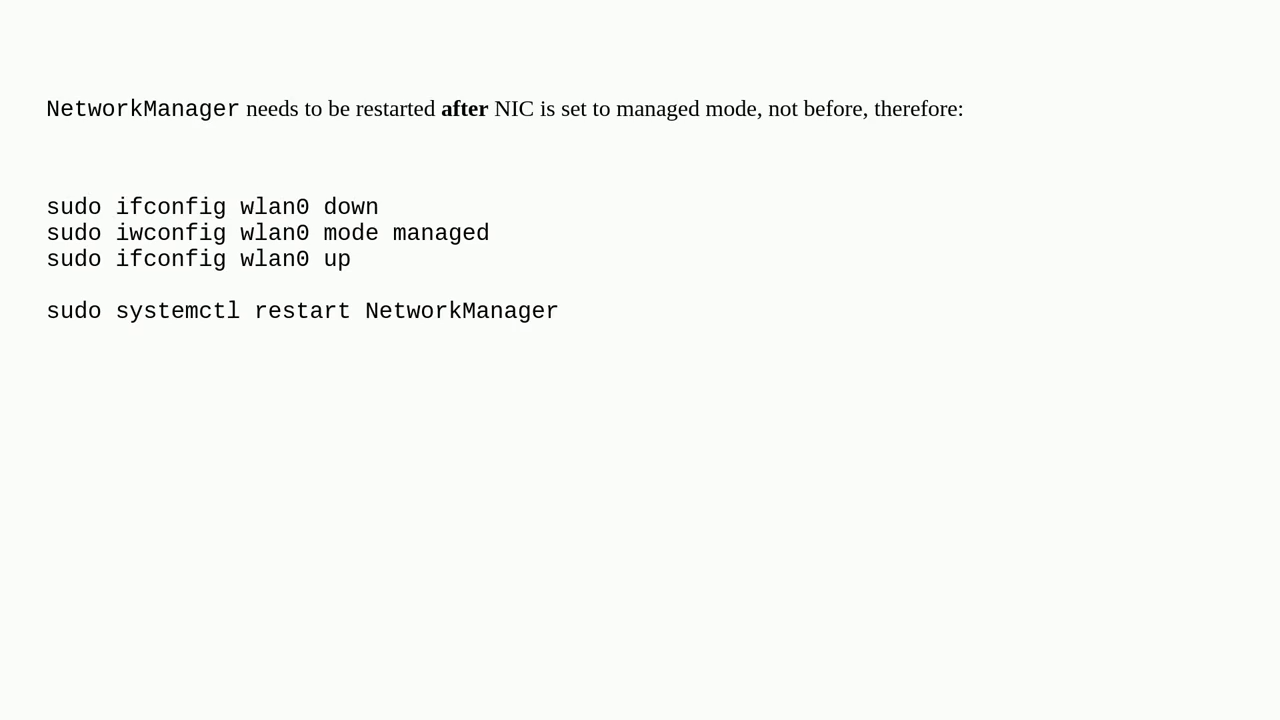 NetworkManager needs to be restarted after NIC is set to managed mode, not before, therefore:
sudo ifconfig wlan0 down
sudo iwconfig wlan0 mode managed
sudo ifconfig wlan0 up
sudo systemctl restart NetworkManager